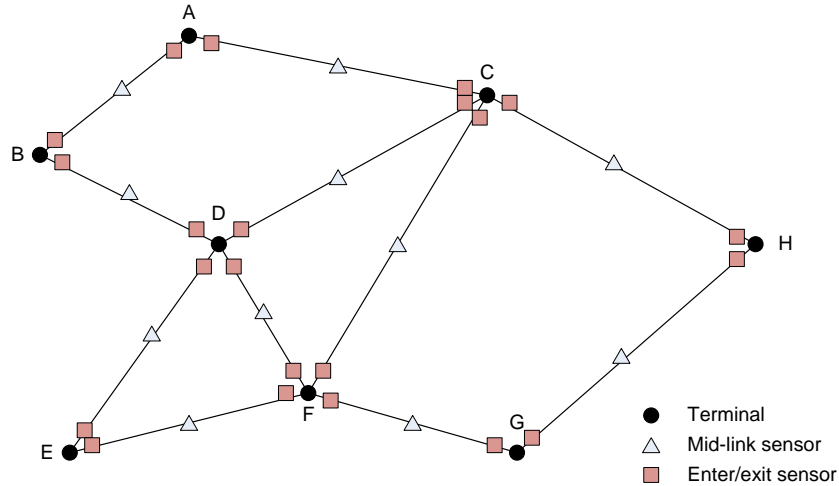 A
C
B
D
H
F
G
E
Terminal
Mid-link sensor
Enter/exit sensor